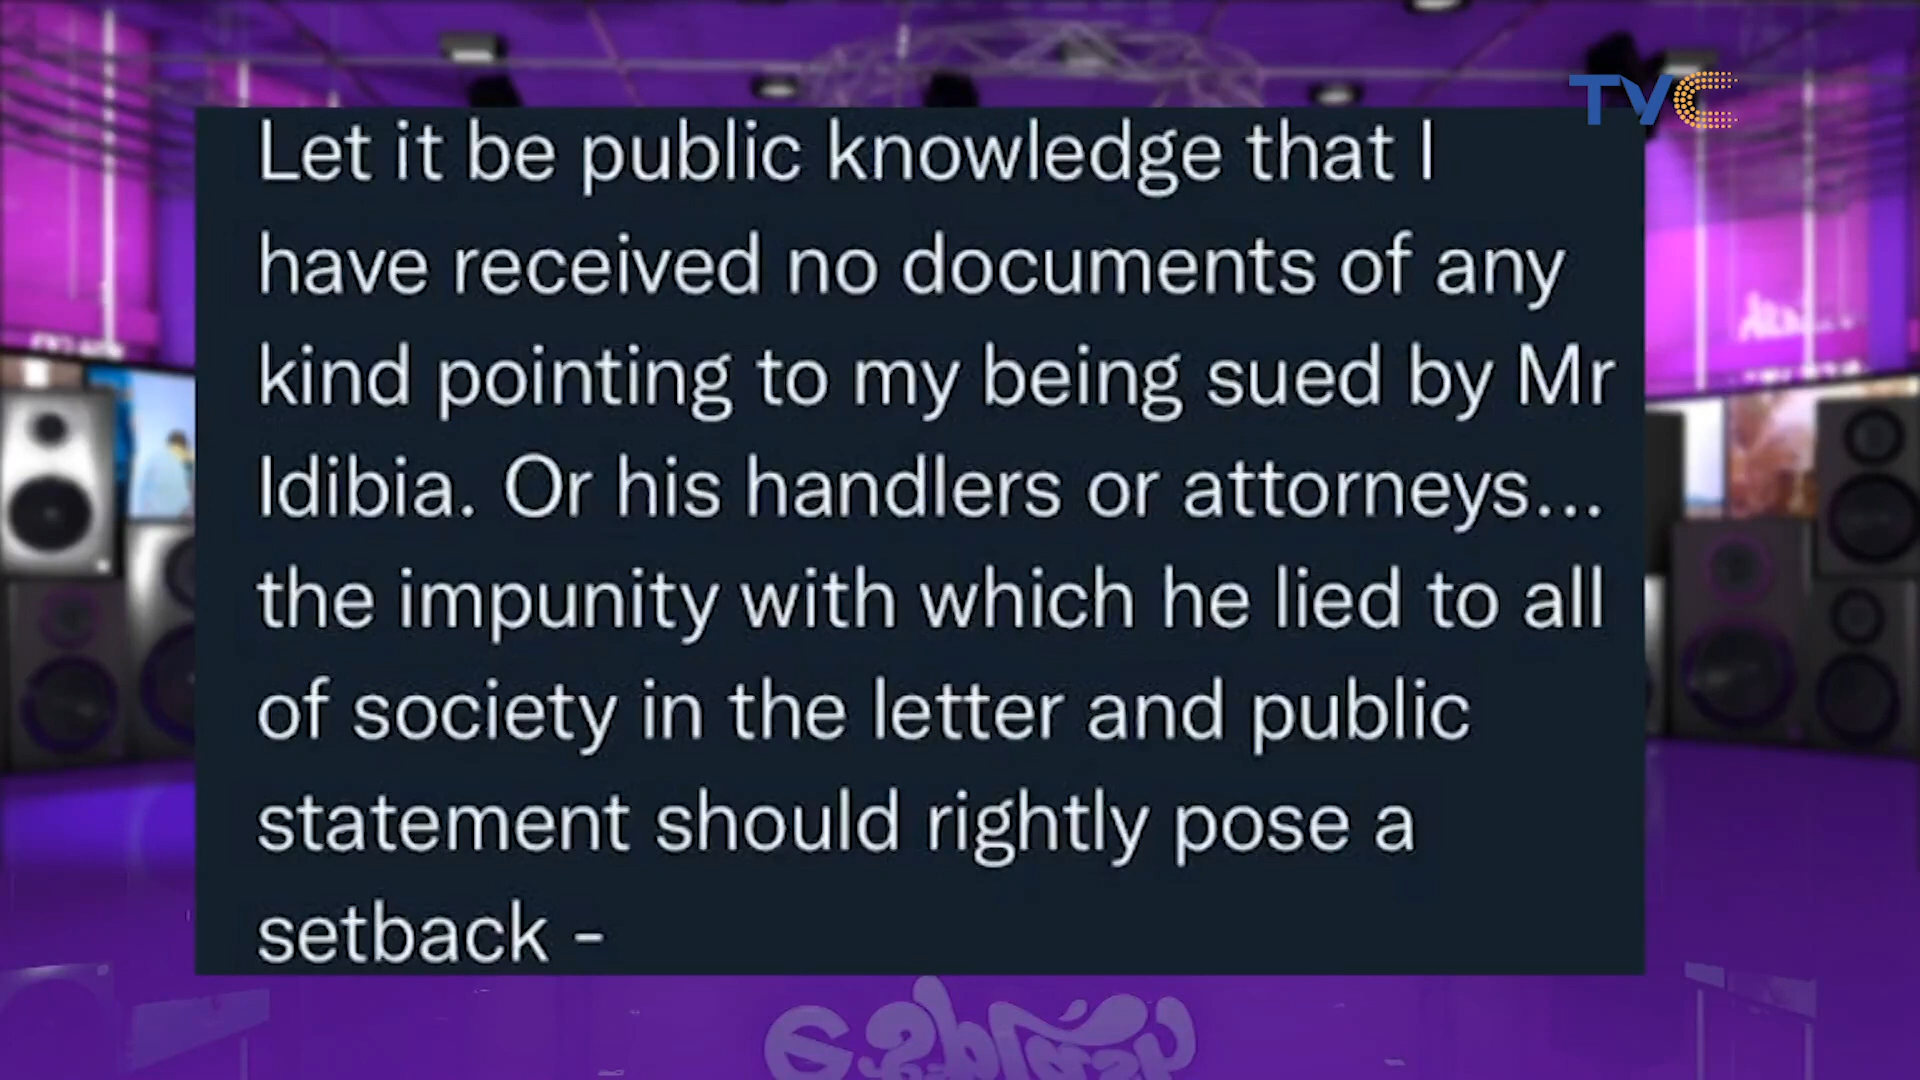 TVC
Let it be public knowledge that I
have received no documents of any
kind pointing to my being sued by Mr
Idibia. Or his handlers or attorneys...
the impunity with which he lied to all
of society in the letter and public
statement should rightly pose a
setback -